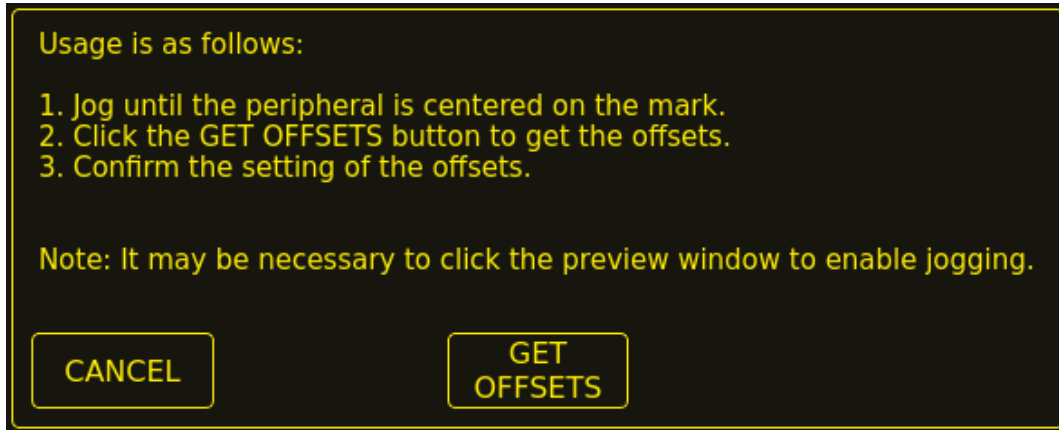 Usage is as follows:
1. Jog until the peripheral is centered on the mark.
2. Click the GET OFFSETS button to get the offsets.
3. Confirm the setting of the offsets.
Note: It may be necessary to click the preview window to enable jogging.
CANCEL
GET
OFFSETS